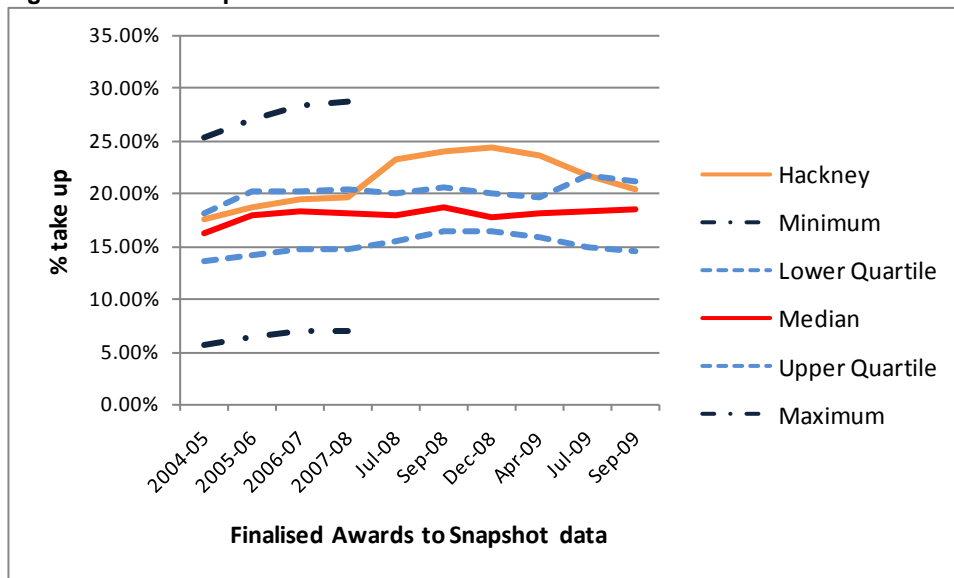 35.00%
30.00%
25.00%
20.00%
15.00%
10.00%
5.00%
0.00%
% take up
2004-05
2005-06
2006-07
2007-08
Jul-08
Sep-08
Dec-08
Apr-09
Jul-09
Sep-09
Finalised Awards to Snapshot data
Hackney
Minimum
Lower Quartile
Median
Upper Quartile
Maximum